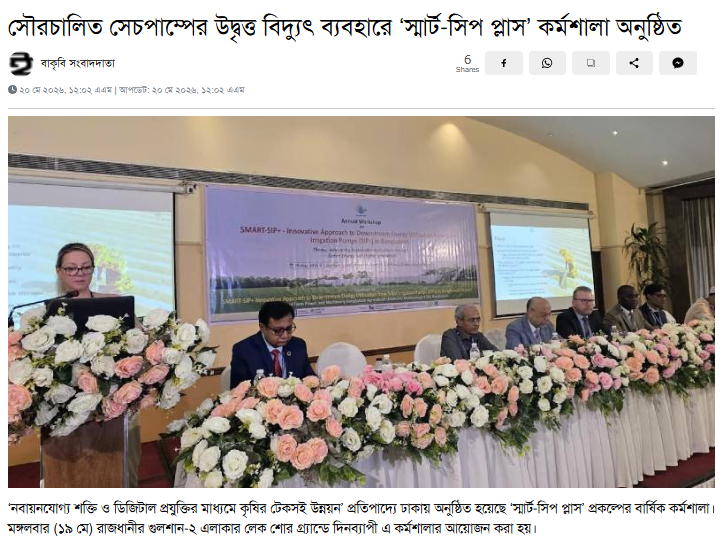 সৌরচালিত সেচপাম্পের উদ্বৃত্ত বিদ্যুৎ ব্যবহারে ‘স্মার্ট-সিপ প্লাস’ কর্মশালা অনুষ্ঠিত
বাকৃবি সংবাদদাতা
6
Shares
২০ মে ২০২৬, ১২:০২ এএম | আপডেট: ২০ মে ২০২৬, ১২:০২ এএম
Annual Workshop
on
SMART-SIP+ - Innovative Approach to Downstream Energy
Irrigation Pumps (SIPs) in Bangladesh
‘নবায়নযোগ্য শক্তি ও ডিজিটাল প্রযুক্তির মাধ্যমে কৃষির টেকসই উন্নয়ন’ প্রতিপাদ্যে ঢাকায় অনুষ্ঠিত হয়েছে ‘স্মার্ট-সিপ প্লাস’ প্রকল্পের বার্ষিক কর্মশালা।
মঙ্গলবার (১৯ মে) রাজধানীর গুলশান-২ এলাকার লেক শোর গ্র্যান্ডে দিনব্যাপী এ কর্মশালার আয়োজন করা হয়।